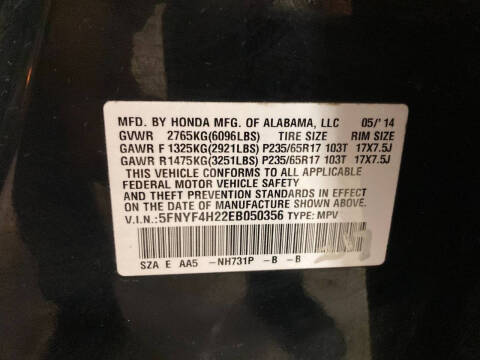 MFD. BY HONDA MFG. OF ALABAMA, LLC 05/'14
GVWR 2765KG(6096LBS) TIRE SIZE RIM SIZE
GAWR F 1325KG(2921LBS) P235/65R17 103T 17X7.5J
GAWR R1475KG(3251LBS) P235/65R17 103T 17X7.5J
THIS VEHICLE CONFORMS TO ALL APPLICABLE
FEDERAL MOTOR VEHICLE SAFETY
AND THEFT PREVENTION STANDARDS IN
EFFECT ON THE DATE OF MANUFACTURE SHOWN ABOVE.
V.I.N.: 5FNYF4H22EB050356 TYPE: MPV
SZA E AA5 -NH731P -B -B